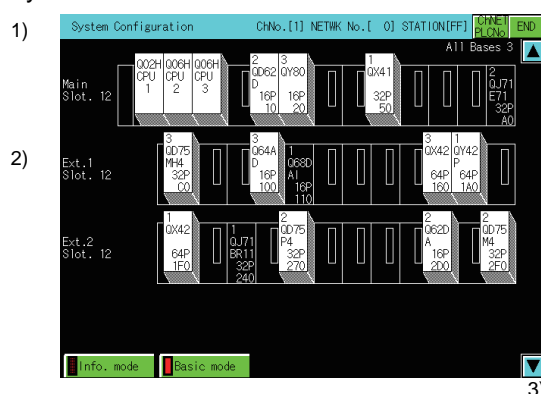 1)
System Configuration ChNo.[1] NETWK No.[ 0] STATION[FF] ChNET PLCNo END
All Bases 3
Main
Slot. 12
Q02H CPU 1
Q06H CPU 2
Q06H CPU 3
2 QD62 D 16P 10
3 QY80 16P 20
1 QX41 32P 50
2 QJ71 E71 32P A0
2)
Ext.1
Slot. 12
3 QD75 MH4 32P C0
3 Q64A D 16P 100
1 Q68D AI 16P 110
3 QX42 64P 160
1 QY42 P 64P 1A0
Ext.2
Slot. 12
1 QX42 64P 1F0
1 QJ71 BR11 32P 240
2 QD75 P4 32P 270
2 Q62D A 16P 2D0
2 QD75 M4 32P 2F0
Info. mode Basic mode